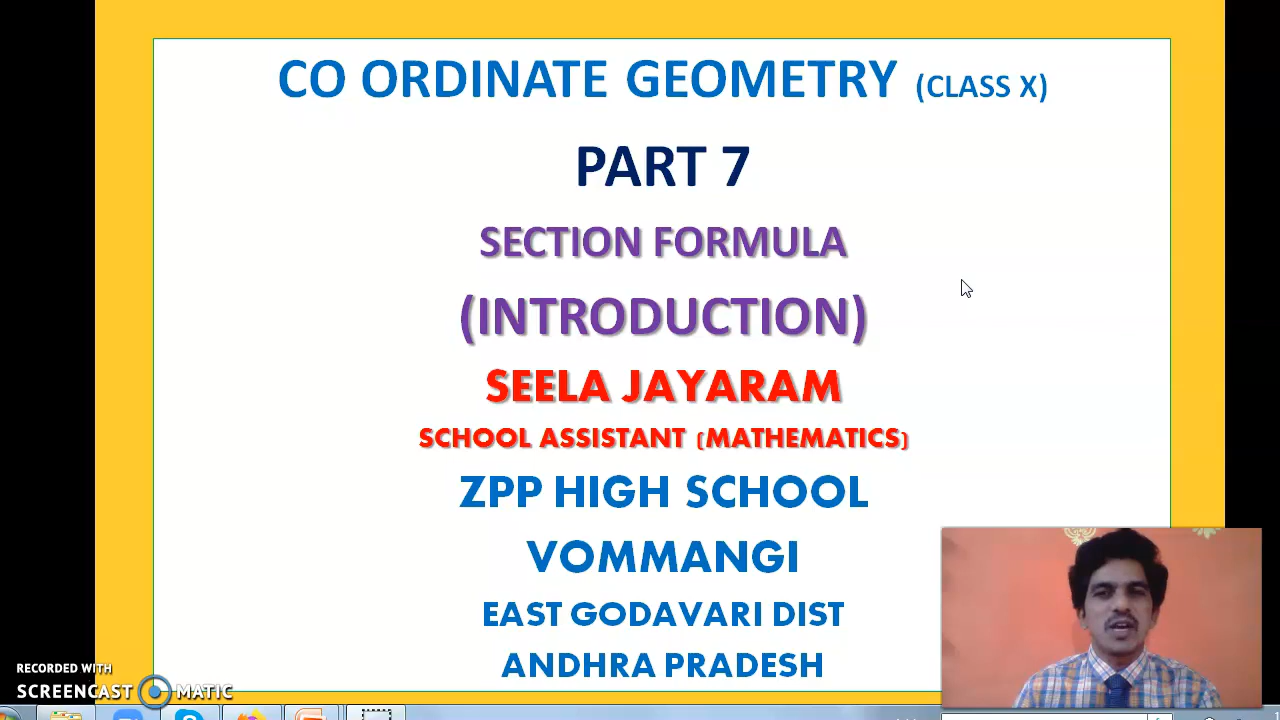 CO ORDINATE GEOMETRY (CLASS X)
PART 7
SECTION FORMULA
(INTRODUCTION)
SEELA JAYARAM
SCHOOL ASSISTANT (MATHEMATICS)
ZPP HIGH SCHOOL
VOMMANGI
EAST GODAVARI DIST
ANDHRA PRADESH
RECORDED WITH
SCREENCAST MATIC